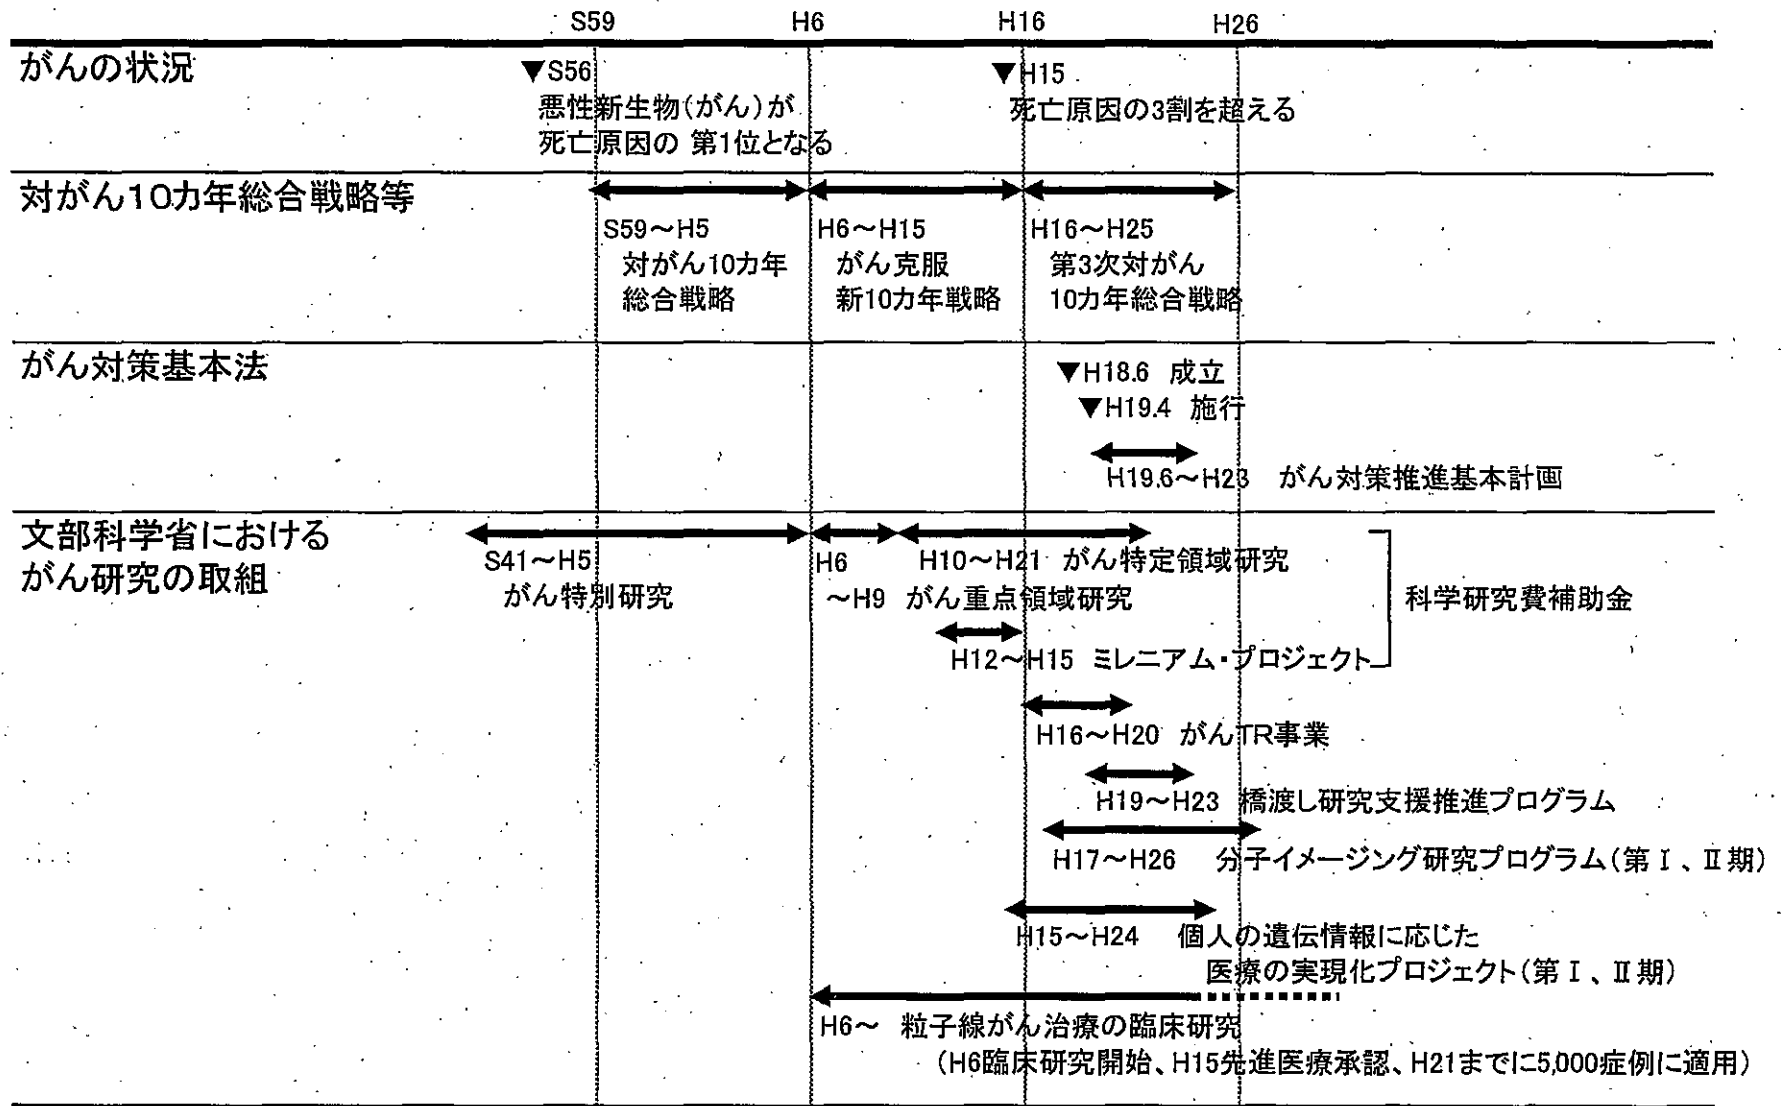 S59 H6 H16 H26
がんの状況
▼S56
悪性新生物(がん)が
死亡原因の 第1位となる
▼H15
死亡原因の3割を超える
対がん10カ年総合戦略等
S59～H5
対がん10カ年
総合戦略
H6～H15
がん克服
新10カ年戦略
H16～H25
第3次対がん
10カ年総合戦略
がん対策基本法
▼H18.6 成立
▼H19.4 施行
H19.6～H23 がん対策推進基本計画
文部科学省における
がん研究の取組
S41～H5
がん特別研究
H6
～H9 がん重点領域研究
H10～H21 がん特定領域研究
H12～H15 ミレニアム・プロジェクト
科学研究費補助金
H16～H20 がんTR事業
H19～H23 橋渡し研究支援推進プログラム
H17～H26 分子イメージング研究プログラム(第Ⅰ、Ⅱ期)
H15～H24 個人の遺伝情報に応じた
医療の実現化プロジェクト(第Ⅰ、Ⅱ期)
H6～ 粒子線がん治療の臨床研究
(H6臨床研究開始、H15先進医療承認、H21までに5,000症例に適用)